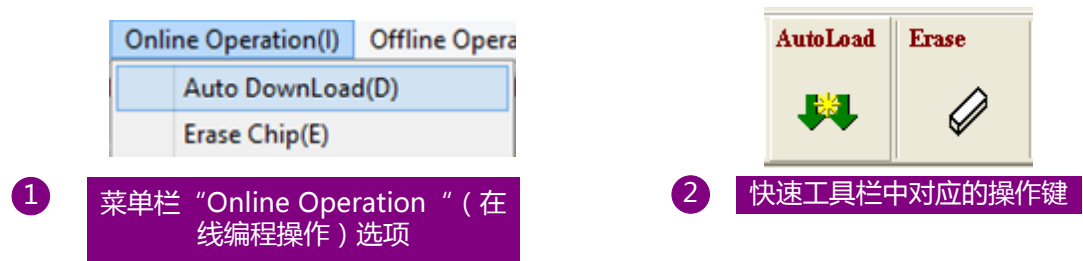 Online Operation(I) Offline Opera
Auto DownLoad(D)
Erase Chip(E)
1
菜单栏“Online Operation “（在
线编程操作）选项
AutoLoad Erase
2
快速工具栏中对应的操作键